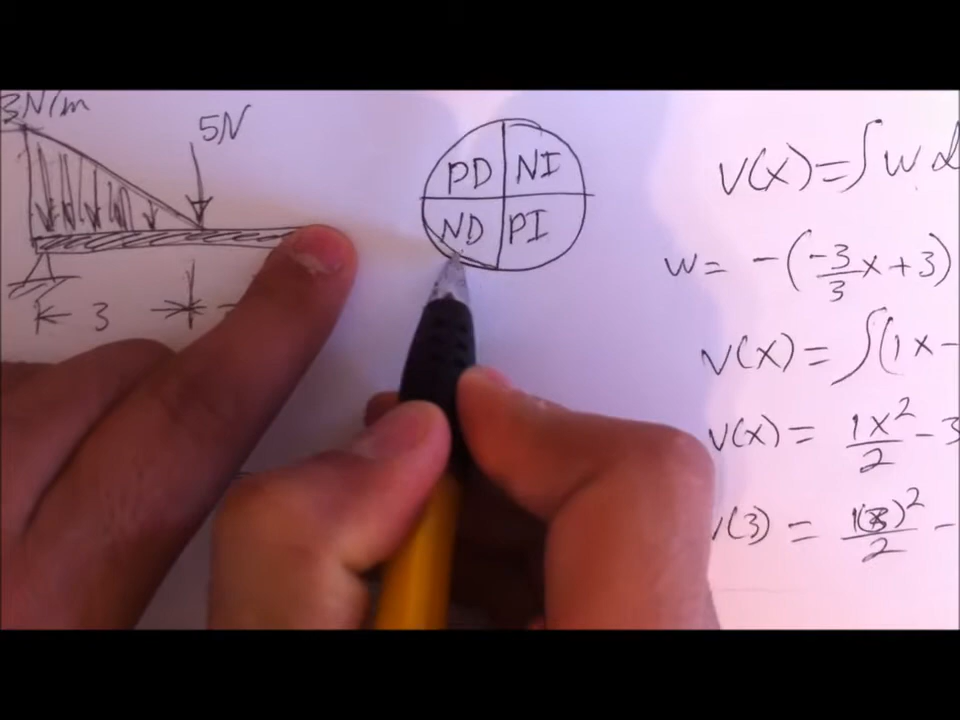 3N/m
5N
3
PD NI
ND PI
V(x) = ∫ w d
w = -(-3/3 x + 3)
V(x) = ∫(1x -
V(x) = 1x²/2 - 3
V(3) = 1(3)²/2 -